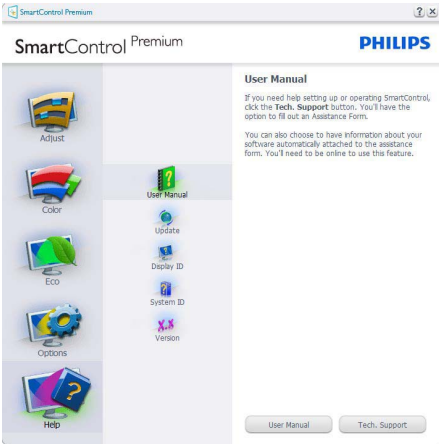 SmartControl Premium
SmartControl Premium
PHILIPS
Adjust
Color
Eco
Options
Help
User Manual
Update
Display ID
System ID
X.X
Version
User Manual
If you need help setting up or operating SmartControl,
click the Tech. Support button. You'll have the
option to fill out an Assistance Form.
You can also choose to have information about your
software automatically attached to the assistance
form. You'll need to be online to use this feature.
User Manual
Tech. Support